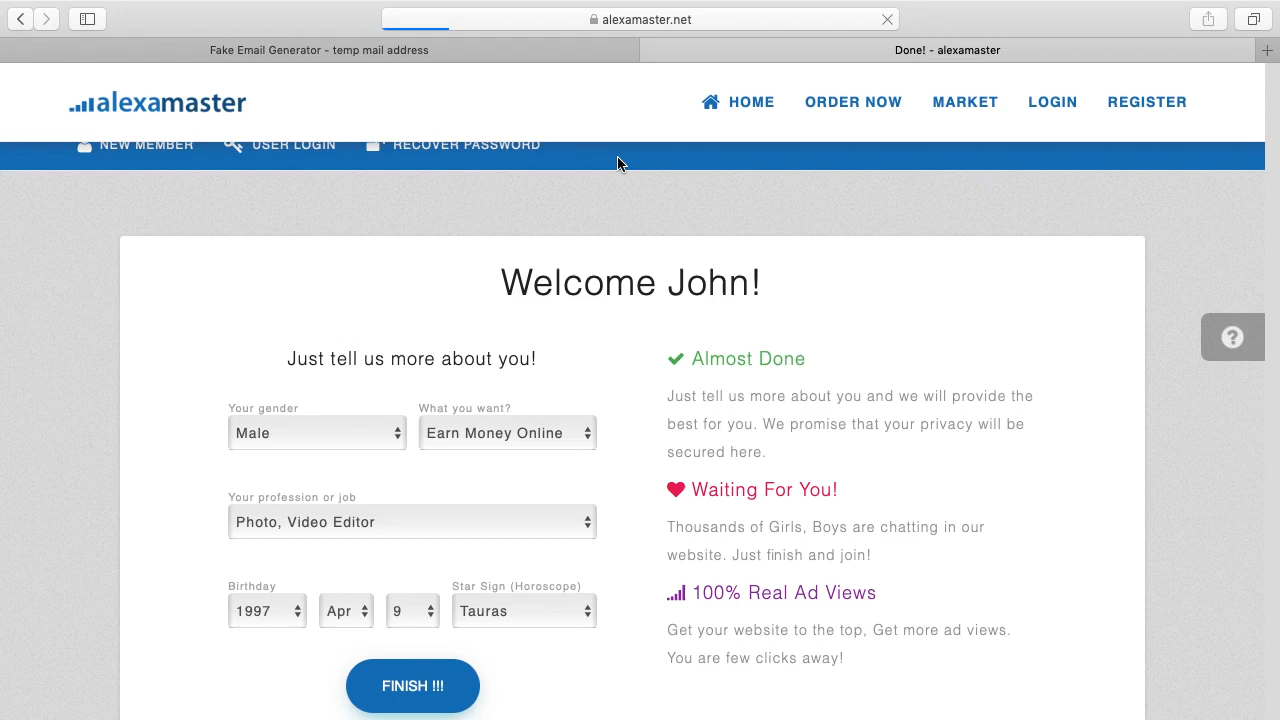 alexamaster.net
Fake Email Generator - temp mail address
Done! - alexamaster
alexamaster
HOME
ORDER NOW
MARKET
LOGIN
REGISTER
NEW MEMBER
USER LOGIN
RECOVER PASSWORD
Welcome John!
Just tell us more about you!
Your gender
What you want?
Male
Earn Money Online
Your profession or job
Photo, Video Editor
Birthday
Star Sign (Horoscope)
1997
Apr
9
Tauras
FINISH !!!
Almost Done
Just tell us more about you and we will provide the
best for you. We promise that your privacy will be
secured here.
Waiting For You!
Thousands of Girls, Boys are chatting in our
website. Just finish and join!
100% Real Ad Views
Get your website to the top, Get more ad views.
You are few clicks away!